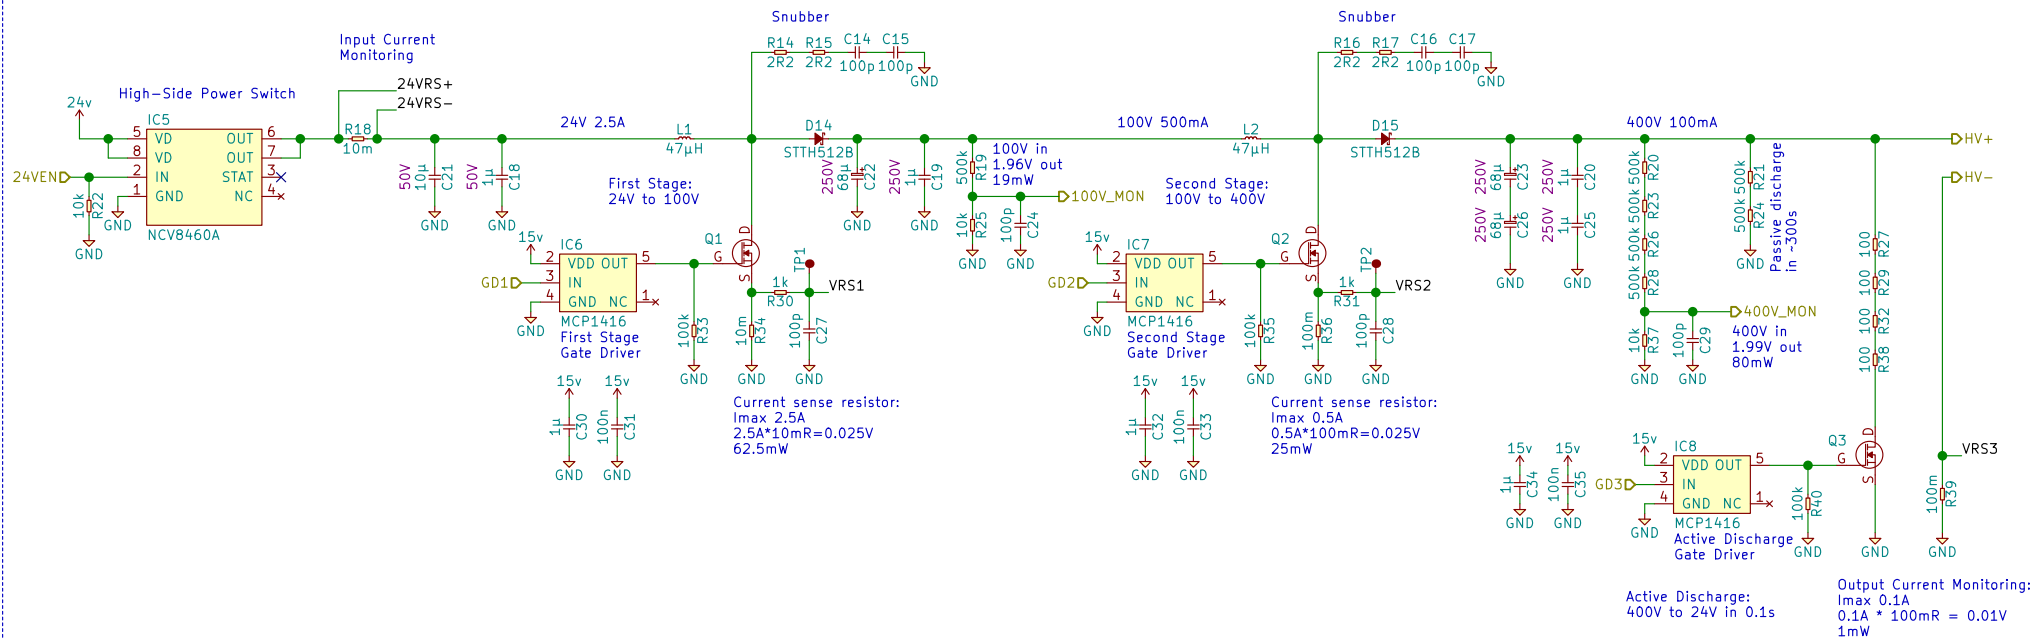 Snubber
Snubber
Input Current
Monitoring
High-Side Power Switch
24VRS+
24VRS-
24v
IC5
5 VD OUT 6
8 VD OUT 7
2 IN STAT 3
1 GND NC 4
NCV8460A
24VEN
10k
R22
GND
GND
R18
10m
50V
10µ
C21
GND
50V
1µ
C18
GND
24V 2.5A
L1
47µH
R14
2R2
R15
2R2
C14
100p
C15
100p
GND
D14
STTH512B
First Stage:
24V to 100V
15v
IC6
2 VDD OUT 5
3 IN
4 GND NC 1
MCP1416
GD1
GND
First Stage
Gate Driver
Q1
D
G
S
100k
R33
GND
10m
R34
GND
1k
R30
TP1
VRS1
100p
C27
GND
15v
1µ
C30
GND
15v
100n
C31
GND
Current sense resistor:
Imax 2.5A
2.5A*10mR=0.025V
62.5mW
250V
68µ
C22
GND
250V
1µ
C19
GND
500k
R19
100V in
1.96V out
19mW
100V_MON
10k
R25
GND
100p
C24
GND
100V 500mA
L2
47µH
R16
2R2
R17
2R2
C16
100p
C17
100p
GND
D15
STTH512B
Second Stage:
100V to 400V
15v
IC7
2 VDD OUT 5
3 IN
4 GND NC 1
MCP1416
GD2
GND
Second Stage
Gate Driver
Q2
D
G
S
100k
R35
GND
100m
R36
GND
1k
R31
TP2
VRS2
100p
C28
GND
15v
1µ
C32
GND
15v
100n
C33
GND
Current sense resistor:
Imax 0.5A
0.5A*100mR=0.025V
25mW
250V
68µ
C23
250V
68µ
C26
GND
250V
1µ
C20
250V
1µ
C25
GND
400V 100mA
500k
R20
500k
R23
500k
R26
500k
R28
400V_MON
10k
R37
GND
100p
C29
GND
400V in
1.99V out
80mW
500k
R21
500k
R24
GND
Passive discharge
in ~300s
HV+
HV-
100
R27
100
R29
100
R32
100
R38
15v
IC8
2 VDD OUT 5
3 IN
4 GND NC 1
MCP1416
GD3
GND
Active Discharge
Gate Driver
Q3
D
G
S
100k
R40
GND
GND
VRS3
100m
R39
GND
15v
1µ
C34
GND
15v
100n
C35
GND
Active Discharge:
400V to 24V in 0.1s
Output Current Monitoring:
Imax 0.1A
0.1A * 100mR = 0.01V
1mW